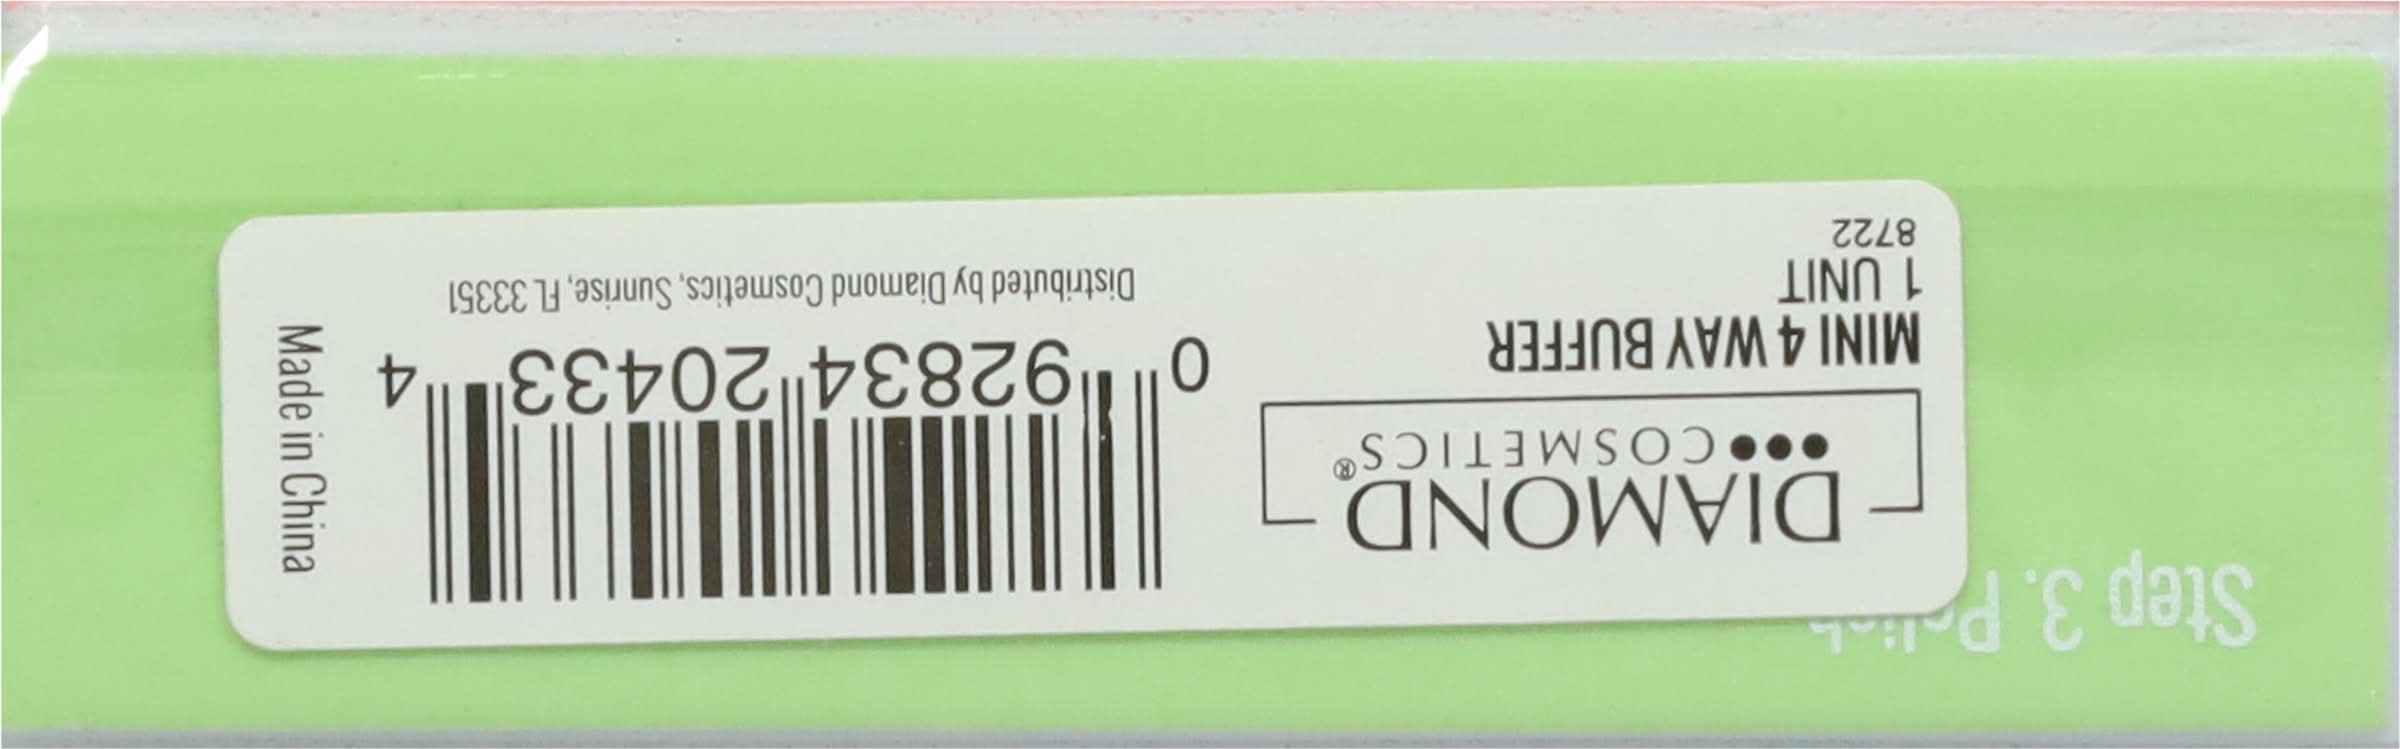 Step 3. Polish
DIAMOND
COSMETICS®
MINI 4 WAY BUFFER
1 UNIT
8722
0 92834 20433 4
Distributed by Diamond Cosmetics, Sunrise, FL 33351
Made in China